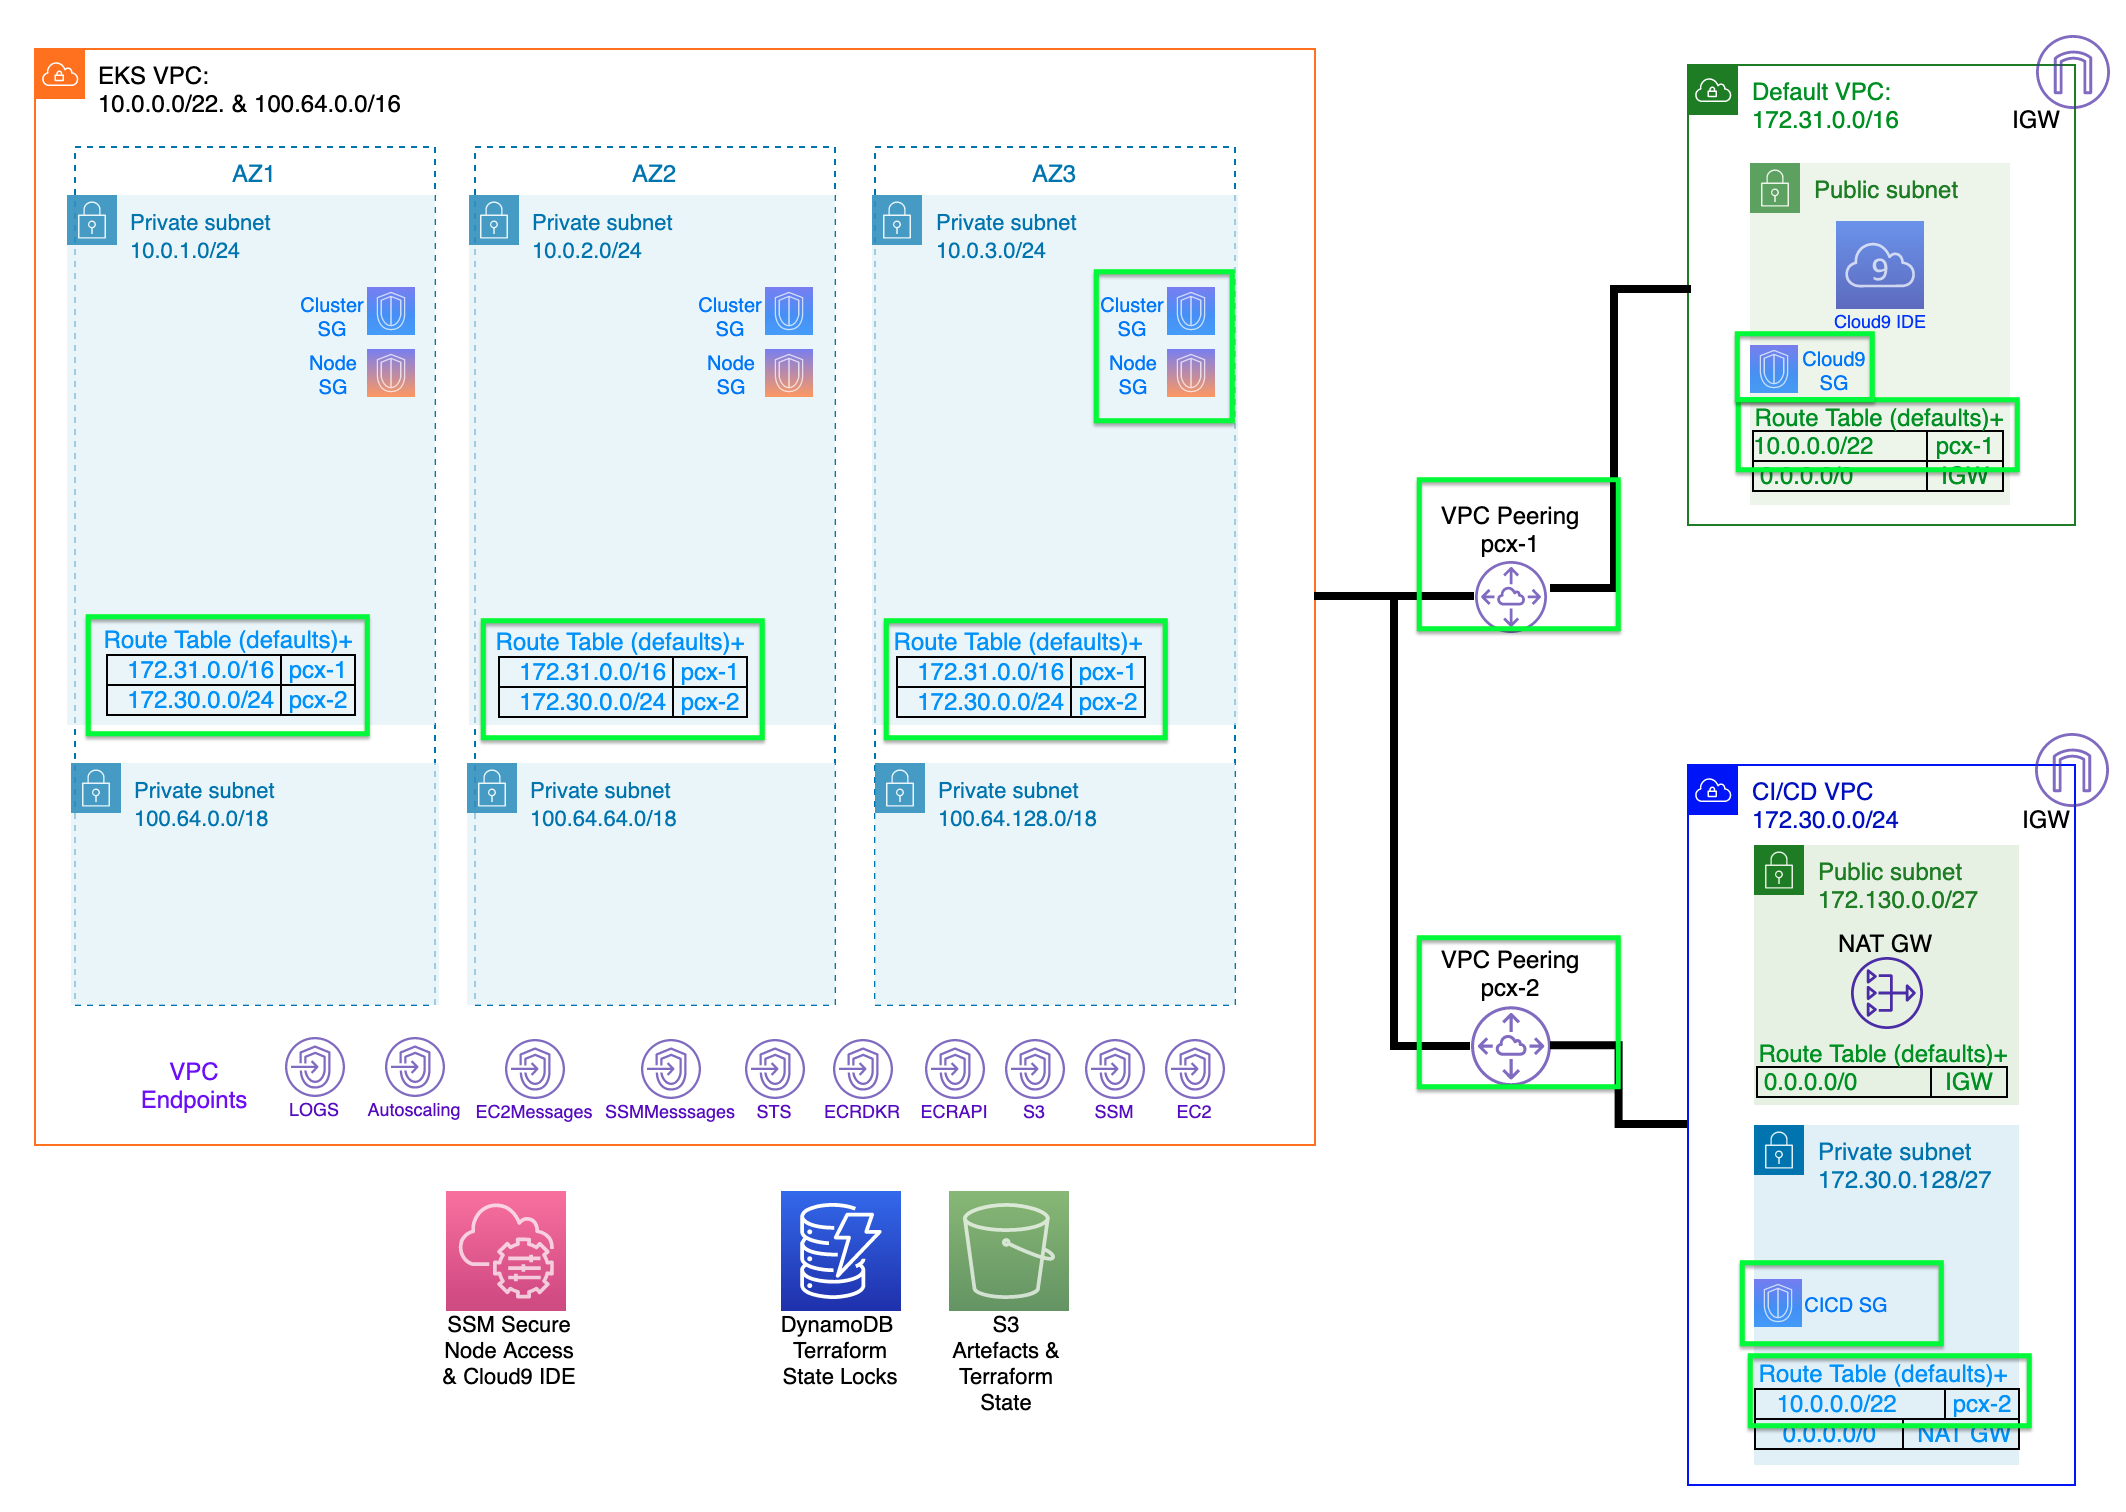 EKS VPC:
10.0.0.0/22. & 100.64.0.0/16
AZ1
Private subnet
10.0.1.0/24
Cluster
SG
Node
SG
Route Table (defaults)+
172.31.0.0/16 pcx-1
172.30.0.0/24 pcx-2
Private subnet
100.64.0.0/18
AZ2
Private subnet
10.0.2.0/24
Cluster
SG
Node
SG
Route Table (defaults)+
172.31.0.0/16 pcx-1
172.30.0.0/24 pcx-2
Private subnet
100.64.64.0/18
AZ3
Private subnet
10.0.3.0/24
Cluster
SG
Node
SG
Route Table (defaults)+
172.31.0.0/16 pcx-1
172.30.0.0/24 pcx-2
Private subnet
100.64.128.0/18
VPC
Endpoints
LOGS
Autoscaling
EC2Messages
SSMMesssages
STS
ECRDKR
ECRAPI
S3
SSM
EC2
SSM Secure
Node Access
& Cloud9 IDE
DynamoDB
Terraform
State Locks
S3
Artefacts &
Terraform
State
VPC Peering
pcx-1
VPC Peering
pcx-2
Default VPC:
172.31.0.0/16
IGW
Public subnet
9
Cloud9 IDE
Cloud9
SG
Route Table (defaults)+
10.0.0.0/22 pcx-1
0.0.0.0/0 IGW
CI/CD VPC
172.30.0.0/24
IGW
Public subnet
172.130.0.0/27
NAT GW
Route Table (defaults)+
0.0.0.0/0 IGW
Private subnet
172.30.0.128/27
CICD SG
Route Table (defaults)+
10.0.0.0/22 pcx-2
0.0.0.0/0 NAT GW